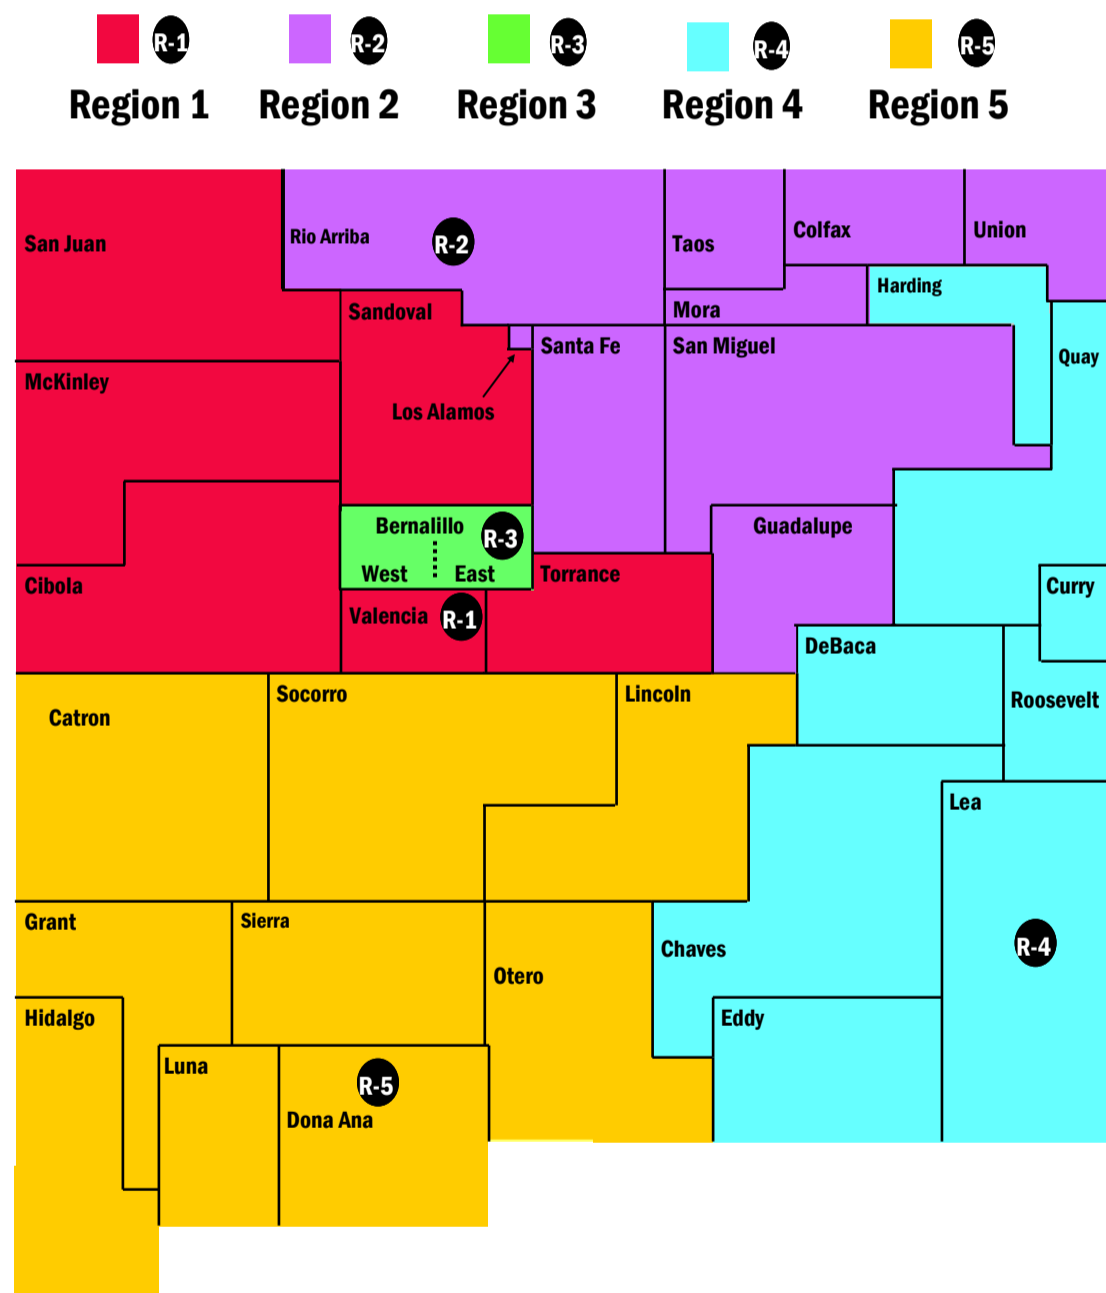 R-1 R-2 R-3 R-4 R-5
Region 1 Region 2 Region 3 Region 4 Region 5
San Juan
Rio Arriba
R-2
Taos
Colfax
Union
Harding
Sandoval
Mora
Santa Fe
San Miguel
Quay
McKinley
Los Alamos
Bernalillo
R-3
West East
Guadalupe
Cibola
Torrance
Curry
Valencia
R-1
DeBaca
Roosevelt
Catron
Socorro
Lincoln
Lea
Grant
Sierra
Otero
Chaves
R-4
Hidalgo
Eddy
Luna
R-5
Dona Ana